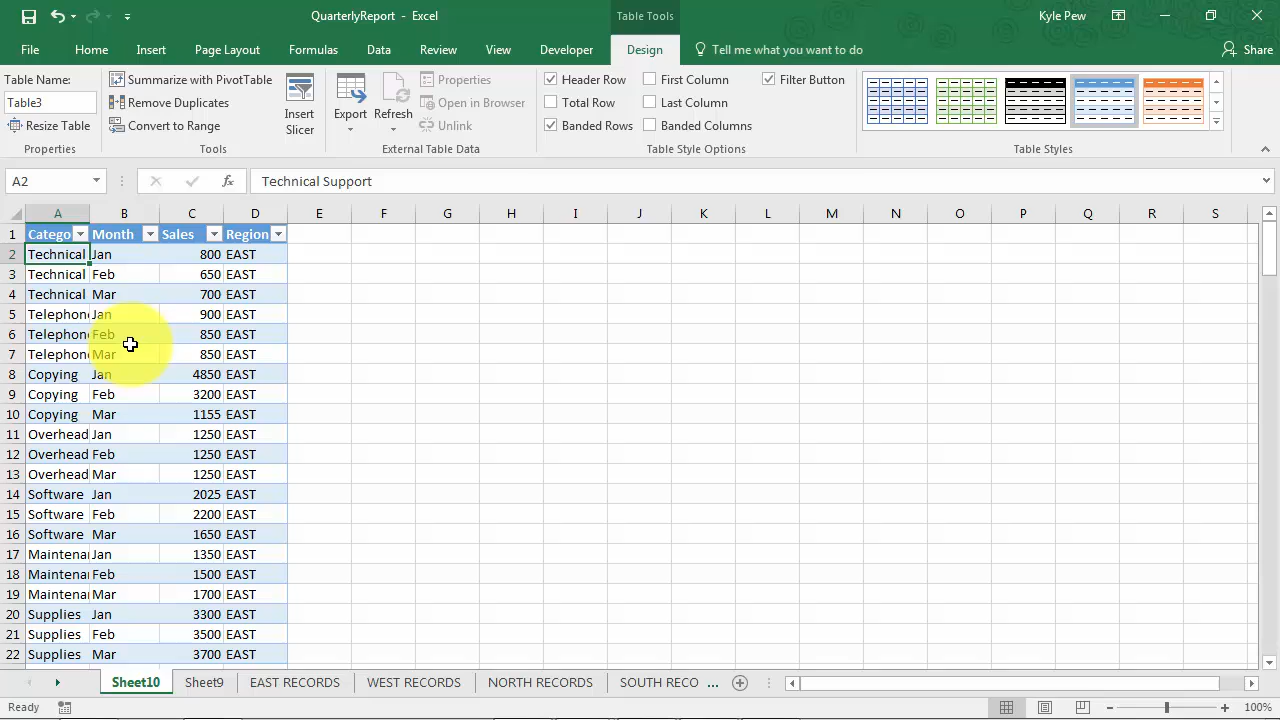 QuarterlyReport - Excel
Table Tools
Kyle Pew
File Home Insert Page Layout Formulas Data Review View Developer Design Tell me what you want to do Share
Table Name: Summarize with PivotTable Properties Header Row First Column Filter Button
Table3 Remove Duplicates Insert Slicer Export Refresh Open in Browser Total Row Last Column
Resize Table Convert to Range Unlink Banded Rows Banded Columns
Properties Tools External Table Data Table Style Options Table Styles
A2 fx Technical Support
A B C D E F G H I J K L M N O P Q R S
1 Catego Month Sales Region
2 Technical Jan 800 EAST
3 Technical Feb 650 EAST
4 Technical Mar 700 EAST
5 Telephon Jan 900 EAST
6 Telephon Feb 850 EAST
7 Telephon Mar 850 EAST
8 Copying Jan 4850 EAST
9 Copying Feb 3200 EAST
10 Copying Mar 1155 EAST
11 Overhead Jan 1250 EAST
12 Overhead Feb 1250 EAST
13 Overhead Mar 1250 EAST
14 Software Jan 2025 EAST
15 Software Feb 2200 EAST
16 Software Mar 1650 EAST
17 Maintenan Jan 1350 EAST
18 Maintenan Feb 1500 EAST
19 Maintenan Mar 1700 EAST
20 Supplies Jan 3300 EAST
21 Supplies Feb 3500 EAST
22 Supplies Mar 3700 EAST
Sheet10 Sheet9 EAST RECORDS WEST RECORDS NORTH RECORDS SOUTH RECO ...
Ready 100%